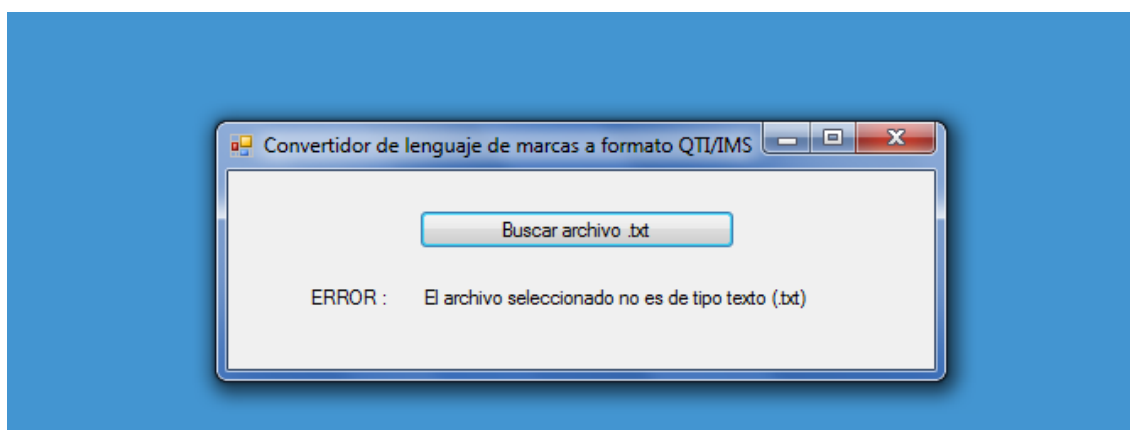 Convertidor de lenguaje de marcas a formato QTI/IMS
Buscar archivo .txt
ERROR : El archivo seleccionado no es de tipo texto (.txt)